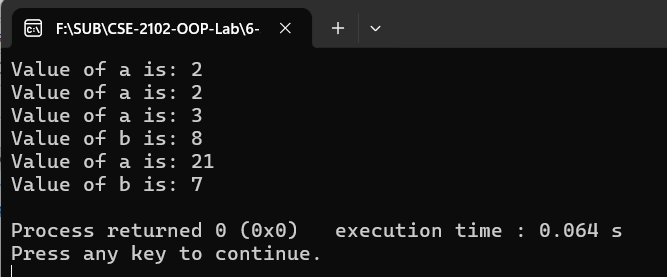 F:\SUB\CSE-2102-OOP-Lab\6-
Value of a is: 2
Value of a is: 2
Value of a is: 3
Value of b is: 8
Value of a is: 21
Value of b is: 7
Process returned 0 (0x0)   execution time : 0.064 s
Press any key to continue.